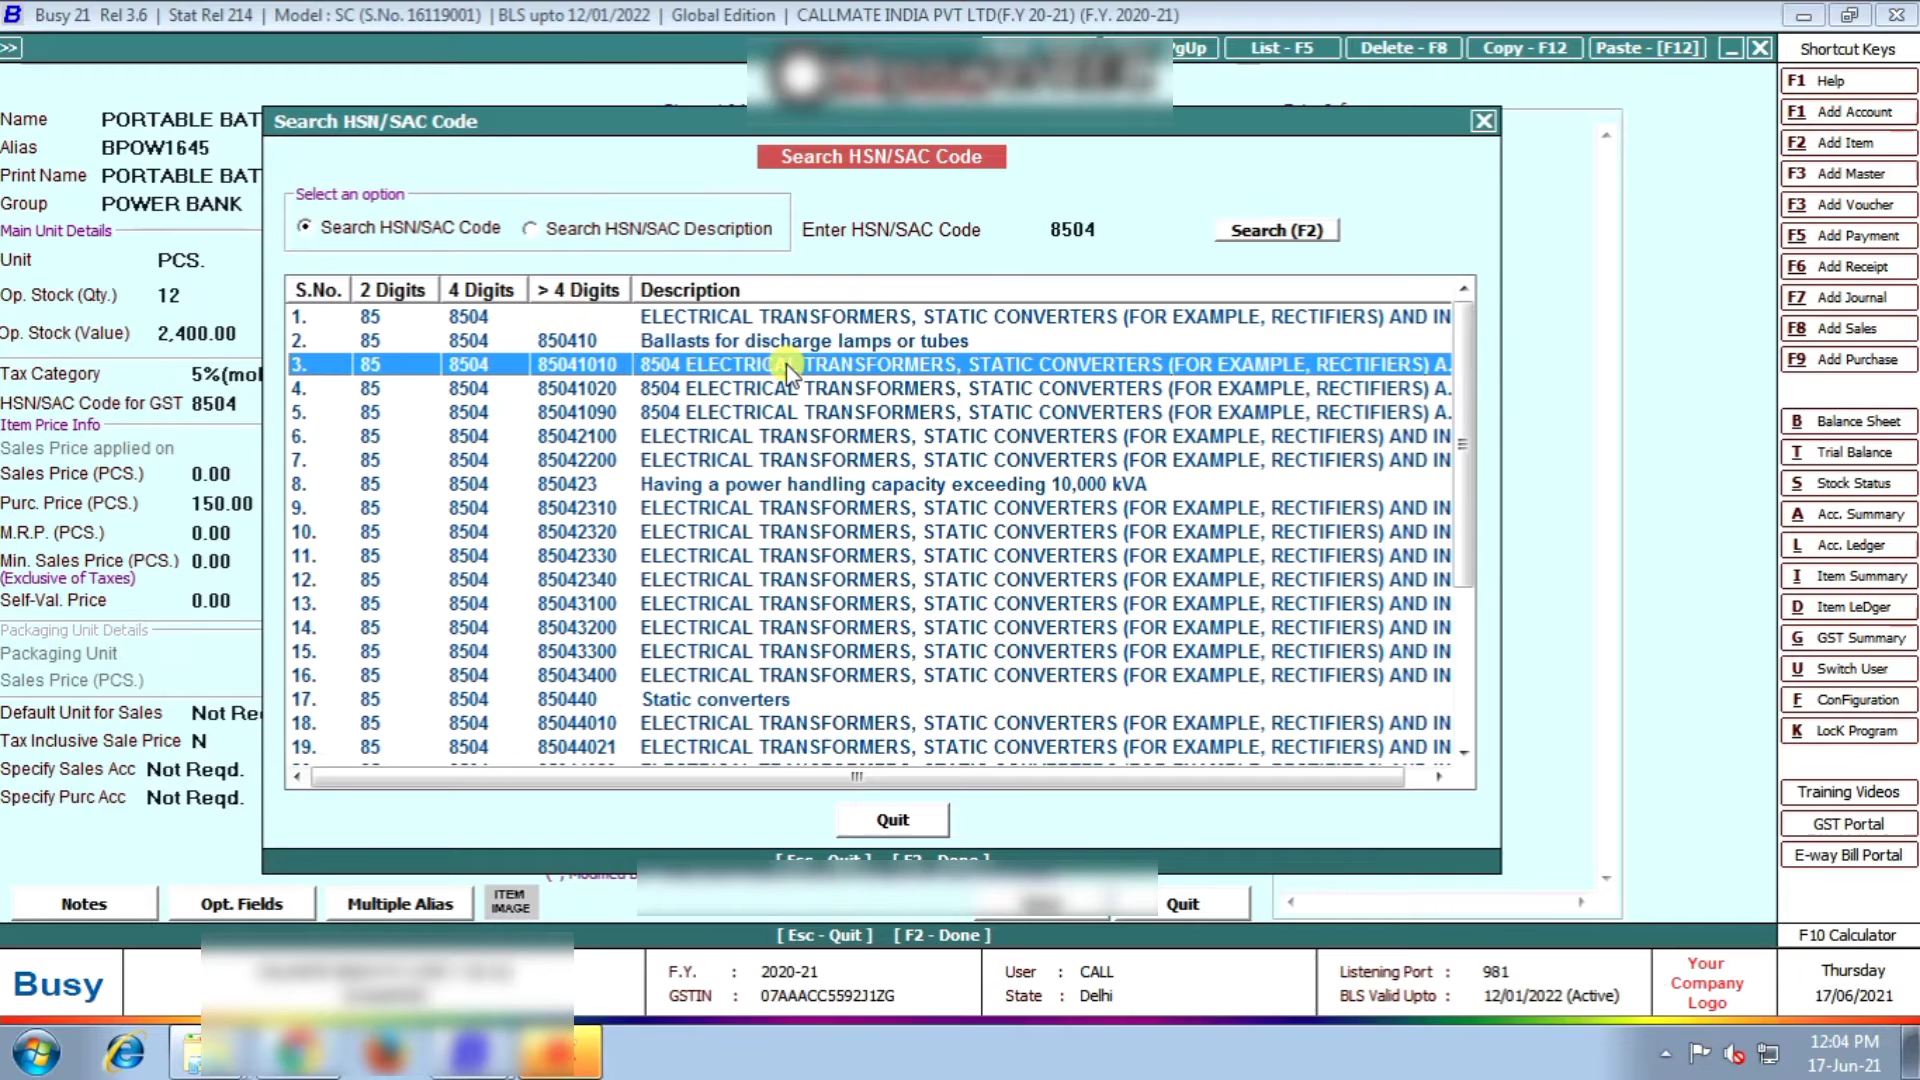 Busy 21 Rel 3.6 | Stat Rel 214 | Model : SC (S.No. 16119001) | BLS upto 12/01/2022 | Global Edition | CALLMATE INDIA PVT LTD(F.Y 20-21) (F.Y. 2020-21)
>> PgUp List - F5 Delete - F8 Copy - F12 Paste - [F12] Shortcut Keys
Name PORTABLE BAT
Alias BPOW1645
Print Name PORTABLE BAT
Group POWER BANK
Main Unit Details
Unit PCS.
Op. Stock (Qty.) 12
Op. Stock (Value) 2,400.00
Tax Category 5%(mol
HSN/SAC Code for GST 8504
Item Price Info
Sales Price applied on
Sales Price (PCS.) 0.00
Purc. Price (PCS.) 150.00
M.R.P. (PCS.) 0.00
Min. Sales Price (PCS.) 0.00
(Exclusive of Taxes)
Self-Val. Price 0.00
Packaging Unit Details
Packaging Unit
Sales Price (PCS.)
Default Unit for Sales Not Re
Tax Inclusive Sale Price N
Specify Sales Acc Not Reqd.
Specify Purc Acc Not Reqd.
Search HSN/SAC Code
Search HSN/SAC Code
Select an option
Search HSN/SAC Code Search HSN/SAC Description Enter HSN/SAC Code 8504 Search (F2)
S.No. 2 Digits 4 Digits > 4 Digits Description
1. 85 8504 ELECTRICAL TRANSFORMERS, STATIC CONVERTERS (FOR EXAMPLE, RECTIFIERS) AND IN
2. 85 8504 850410 Ballasts for discharge lamps or tubes
3. 85 8504 85041010 8504 ELECTRICAL TRANSFORMERS, STATIC CONVERTERS (FOR EXAMPLE, RECTIFIERS) A.
4. 85 8504 85041020 8504 ELECTRICAL TRANSFORMERS, STATIC CONVERTERS (FOR EXAMPLE, RECTIFIERS) A.
5. 85 8504 85041090 8504 ELECTRICAL TRANSFORMERS, STATIC CONVERTERS (FOR EXAMPLE, RECTIFIERS) A.
6. 85 8504 85042100 ELECTRICAL TRANSFORMERS, STATIC CONVERTERS (FOR EXAMPLE, RECTIFIERS) AND IN
7. 85 8504 85042200 ELECTRICAL TRANSFORMERS, STATIC CONVERTERS (FOR EXAMPLE, RECTIFIERS) AND IN
8. 85 8504 850423 Having a power handling capacity exceeding 10,000 kVA
9. 85 8504 85042310 ELECTRICAL TRANSFORMERS, STATIC CONVERTERS (FOR EXAMPLE, RECTIFIERS) AND IN
10. 85 8504 85042320 ELECTRICAL TRANSFORMERS, STATIC CONVERTERS (FOR EXAMPLE, RECTIFIERS) AND IN
11. 85 8504 85042330 ELECTRICAL TRANSFORMERS, STATIC CONVERTERS (FOR EXAMPLE, RECTIFIERS) AND IN
12. 85 8504 85042340 ELECTRICAL TRANSFORMERS, STATIC CONVERTERS (FOR EXAMPLE, RECTIFIERS) AND IN
13. 85 8504 85043100 ELECTRICAL TRANSFORMERS, STATIC CONVERTERS (FOR EXAMPLE, RECTIFIERS) AND IN
14. 85 8504 85043200 ELECTRICAL TRANSFORMERS, STATIC CONVERTERS (FOR EXAMPLE, RECTIFIERS) AND IN
15. 85 8504 85043300 ELECTRICAL TRANSFORMERS, STATIC CONVERTERS (FOR EXAMPLE, RECTIFIERS) AND IN
16. 85 8504 85043400 ELECTRICAL TRANSFORMERS, STATIC CONVERTERS (FOR EXAMPLE, RECTIFIERS) AND IN
17. 85 8504 850440 Static converters
18. 85 8504 85044010 ELECTRICAL TRANSFORMERS, STATIC CONVERTERS (FOR EXAMPLE, RECTIFIERS) AND IN
19. 85 8504 85044021 ELECTRICAL TRANSFORMERS, STATIC CONVERTERS (FOR EXAMPLE, RECTIFIERS) AND IN
Quit
[ Esc - Quit ] [ F2 - Done ]
Notes Opt. Fields Multiple Alias ITEM IMAGE Quit
[ Esc - Quit ] [ F2 - Done ]
F1 Help
F1 Add Account
F2 Add Item
F3 Add Master
F3 Add Voucher
F5 Add Payment
F6 Add Receipt
F7 Add Journal
F8 Add Sales
F9 Add Purchase
B Balance Sheet
T Trial Balance
S Stock Status
A Acc. Summary
L Acc. Ledger
I Item Summary
D Item LeDger
G GST Summary
U Switch User
F ConFiguration
K LocK Program
Training Videos
GST Portal
E-way Bill Portal
F10 Calculator
Busy
F.Y. : 2020-21
GSTIN : 07AAACC5592J1ZG
User : CALL
State : Delhi
Listening Port : 981
BLS Valid Upto : 12/01/2022 (Active)
Your
Company
Logo
Thursday
17/06/2021
12:04 PM
17-Jun-21